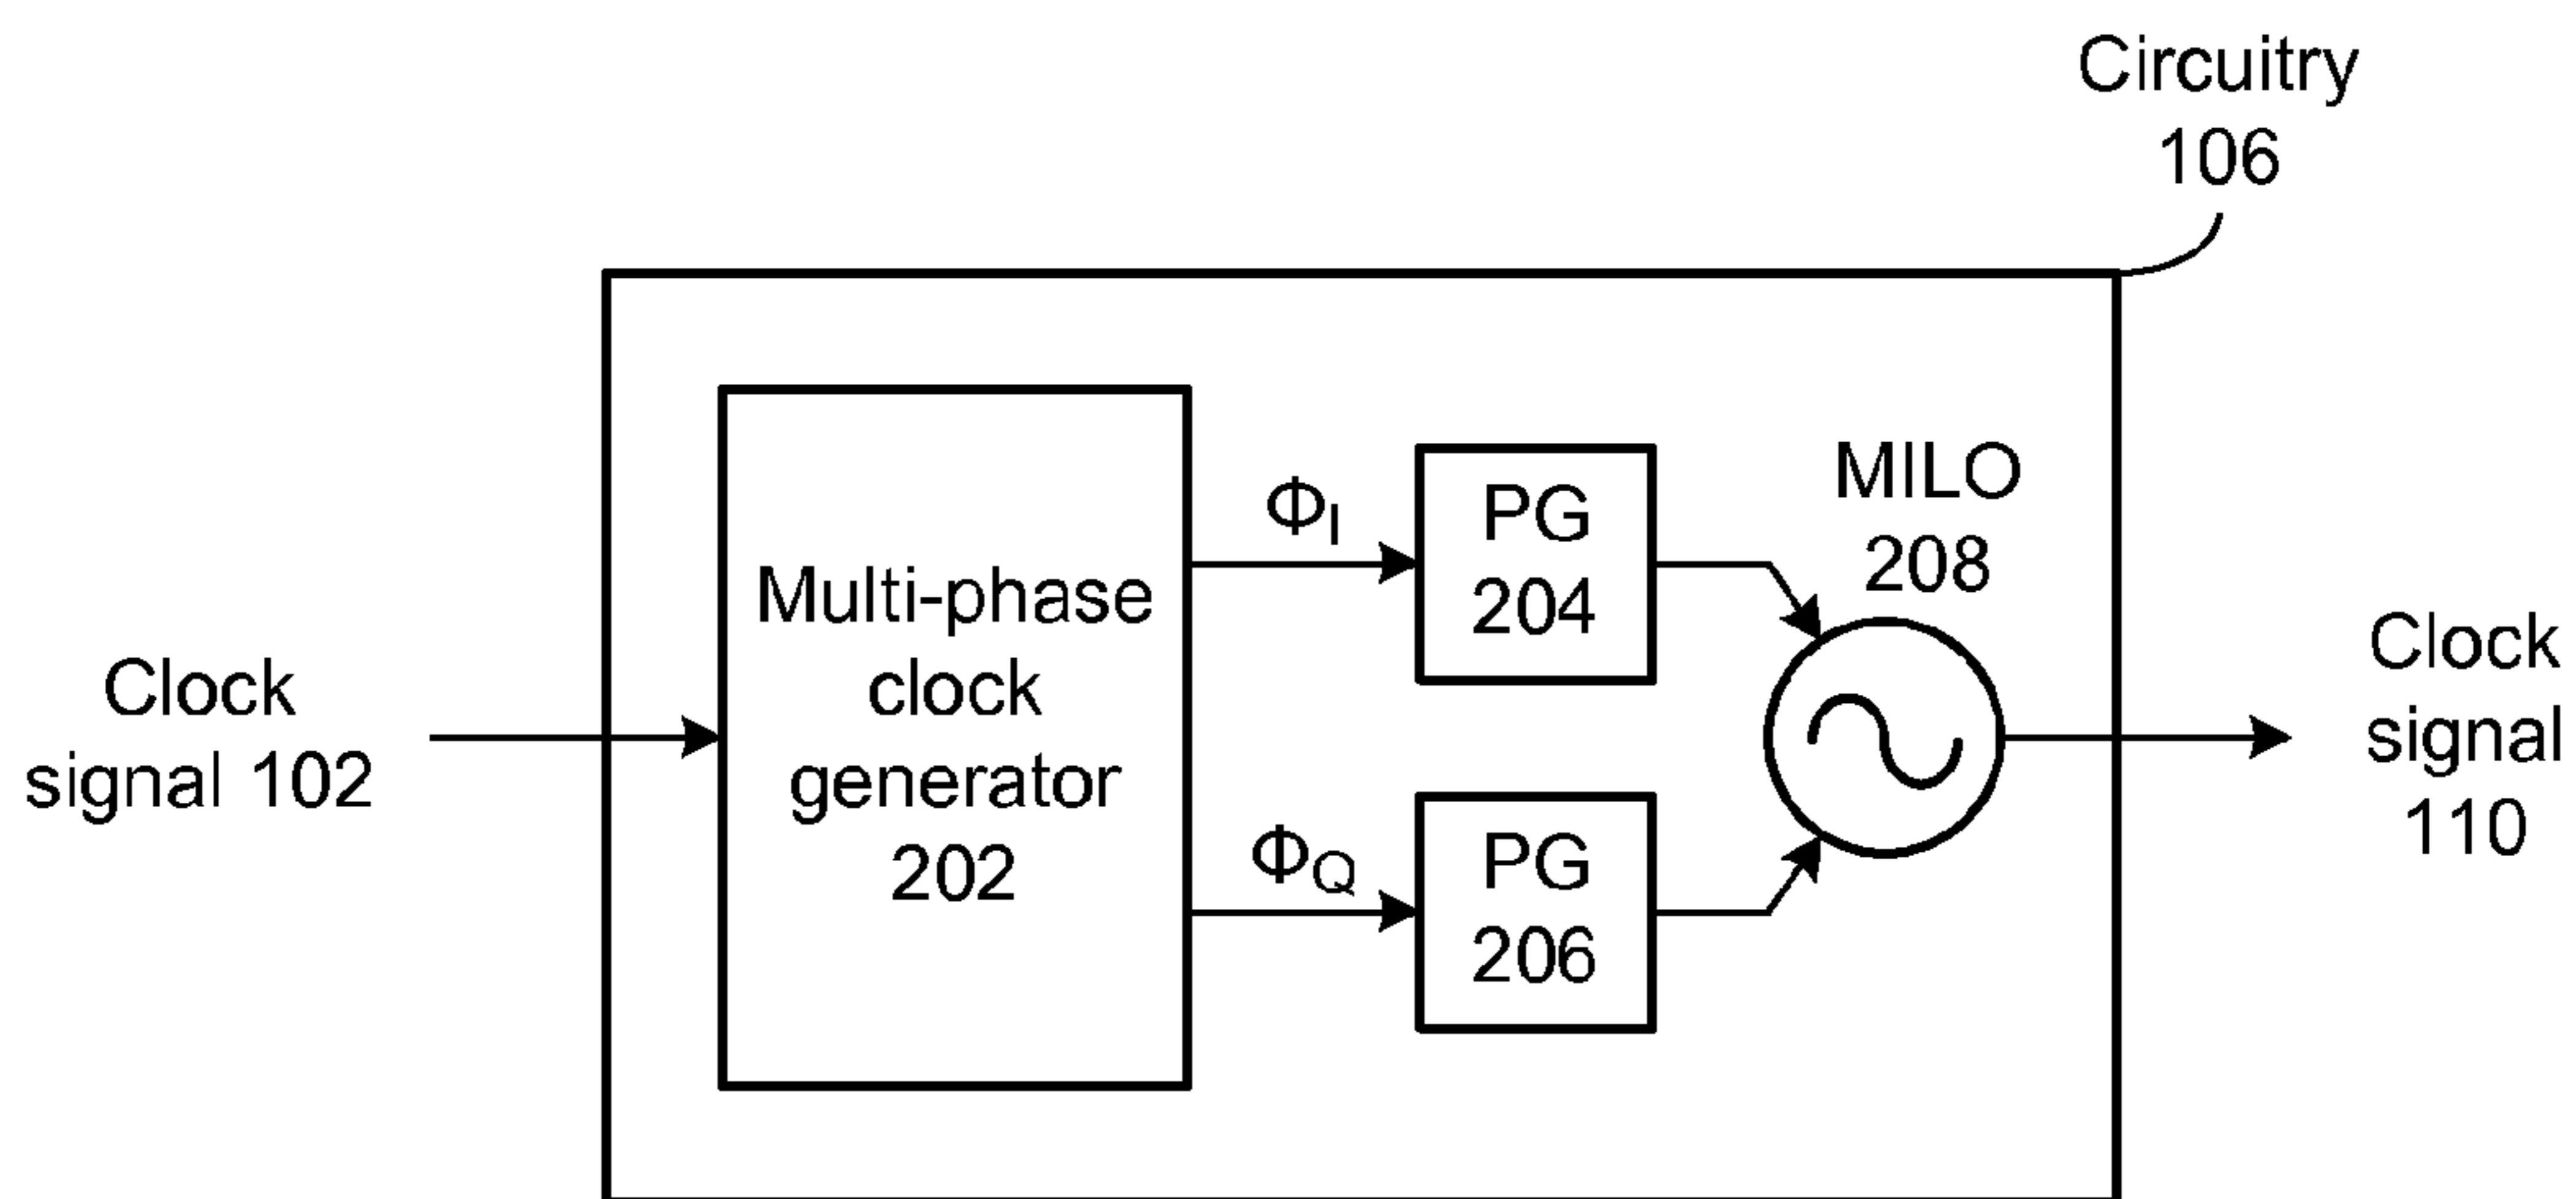 Circuitry
106
Clock
signal 102
Multi-phase
clock
generator
202
ΦI
PG
204
ΦQ
PG
206
MILO
208
Clock
signal
110